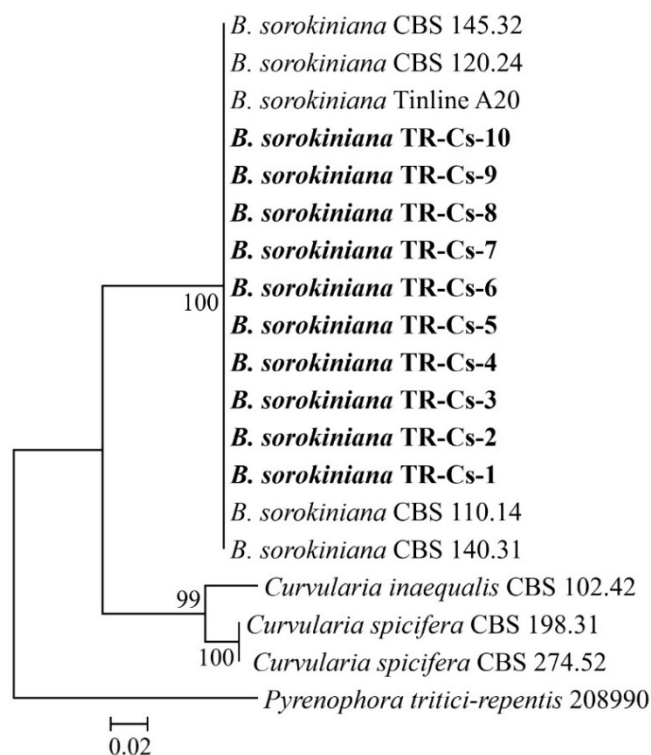 B. sorokiniana CBS 145.32
B. sorokiniana CBS 120.24
B. sorokiniana Tinline A20
B. sorokiniana TR-Cs-10
B. sorokiniana TR-Cs-9
B. sorokiniana TR-Cs-8
B. sorokiniana TR-Cs-7
B. sorokiniana TR-Cs-6
100
B. sorokiniana TR-Cs-5
B. sorokiniana TR-Cs-4
B. sorokiniana TR-Cs-3
B. sorokiniana TR-Cs-2
B. sorokiniana TR-Cs-1
B. sorokiniana CBS 110.14
B. sorokiniana CBS 140.31
Curvularia inaequalis CBS 102.42
99
Curvularia spicifera CBS 198.31
100
Curvularia spicifera CBS 274.52
Pyrenophora tritici-repentis 208990
0.02